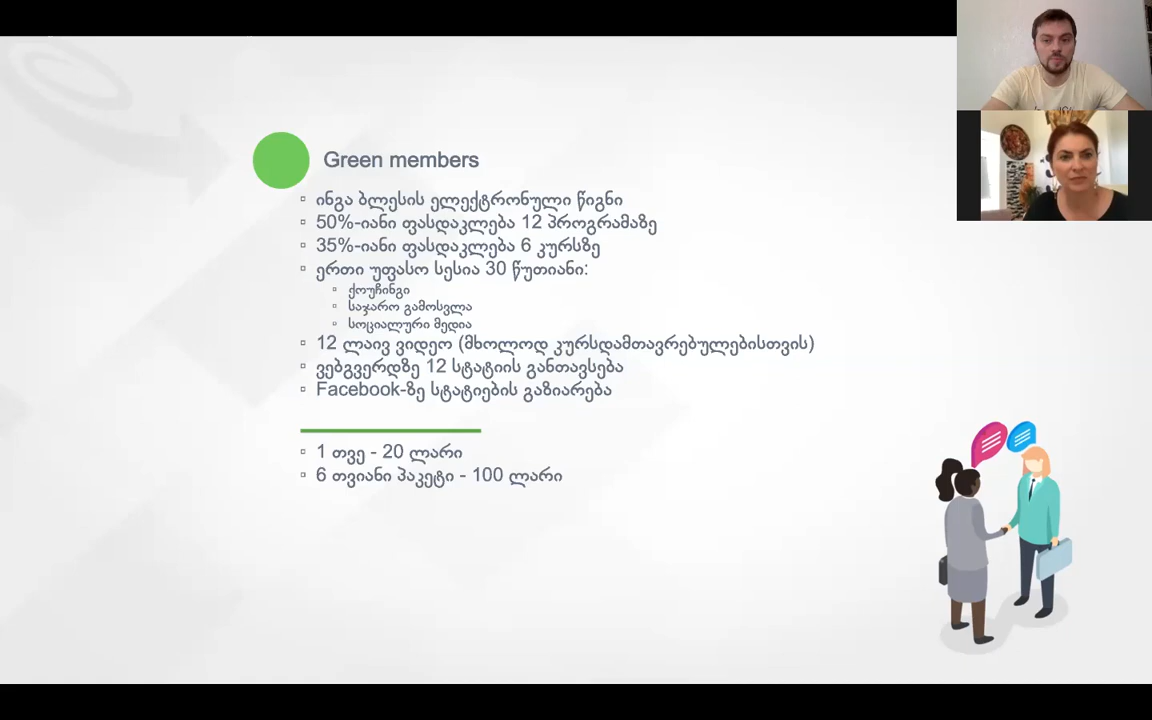 Green members
ინგა ბლესის ელექტრონული წიგნი
50%-იანი ფასდაკლება 12 პროგრამაზე
35%-იანი ფასდაკლება 6 კურსზე
ერთი უფასო სესია 30 წუთიანი:
ქოუჩინგი
საჯარო გამოსვლა
სოციალური მედია
12 ლაივ ვიდეო (მხოლოდ კურსდამთავრებულებისთვის)
ვებგვერდზე 12 სტატიის განთავსება
Facebook-ზე სტატიების გაზიარება
1 თვე - 20 ლარი
6 თვიანი პაკეტი - 100 ლარი